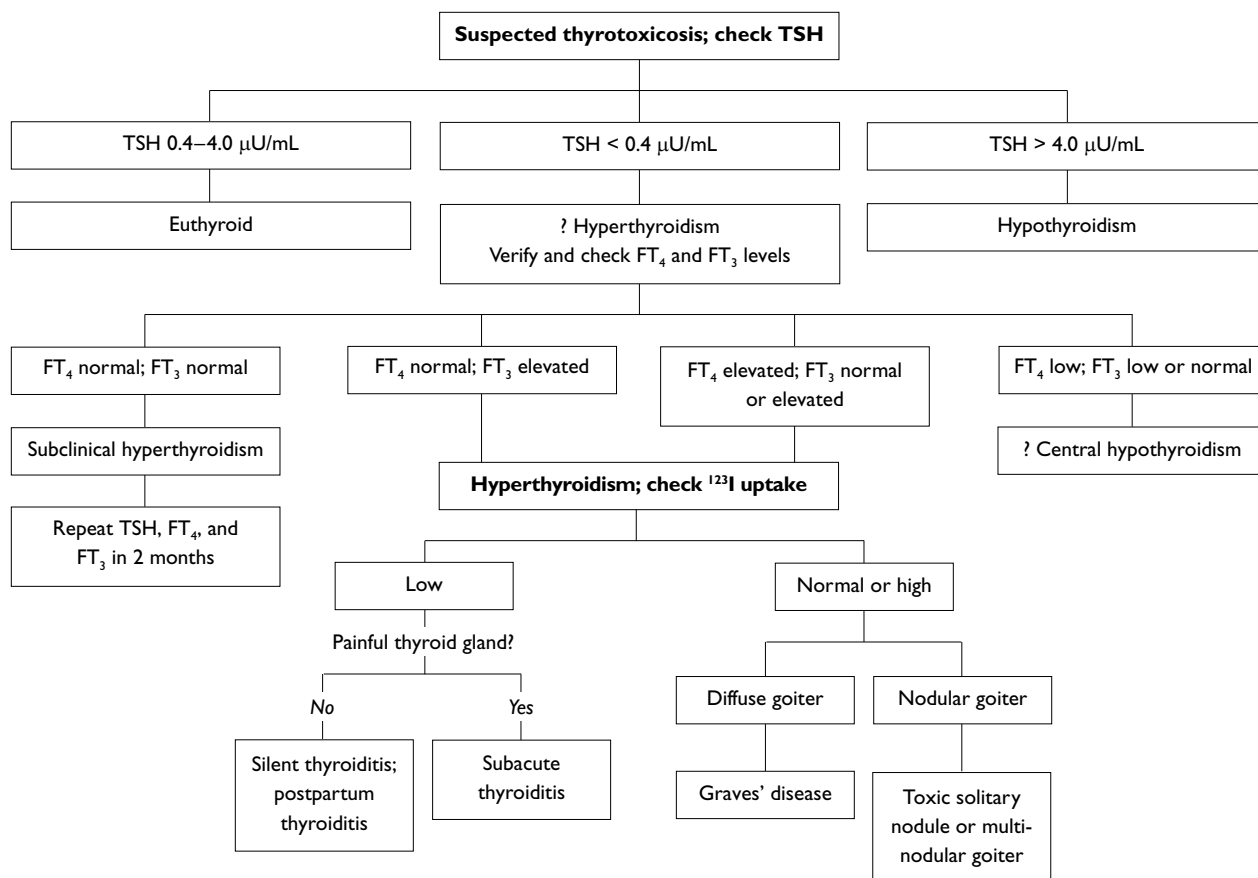 Suspected thyrotoxicosis; check TSH
TSH 0.4–4.0 μU/mL
TSH < 0.4 μU/mL
TSH > 4.0 μU/mL
Euthyroid
? Hyperthyroidism
Verify and check FT₄ and FT₃ levels
Hypothyroidism
FT₄ normal; FT₃ normal
FT₄ normal; FT₃ elevated
FT₄ elevated; FT₃ normal
or elevated
FT₄ low; FT₃ low or normal
Subclinical hyperthyroidism
? Central hypothyroidism
Hyperthyroidism; check ¹²³I uptake
Repeat TSH, FT₄, and
FT₃ in 2 months
Low
Normal or high
Painful thyroid gland?
No
Yes
Diffuse goiter
Nodular goiter
Silent thyroiditis;
postpartum
thyroiditis
Subacute
thyroiditis
Graves’ disease
Toxic solitary
nodule or multi-
nodular goiter